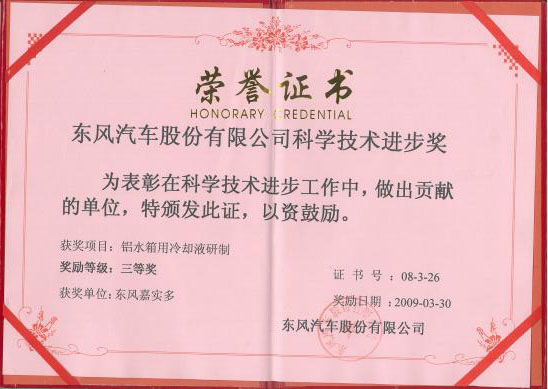 荣誉证书
HONORARY CREDENTIAL
东风汽车股份有限公司科学技术进步奖
为表彰在科学技术进步工作中，做出贡献
的单位，特颁发此证，以资鼓励。
获奖项目：铝水箱用冷却液研制
奖励等级：三等奖
获奖单位：东风嘉实多
证书号：08-3-26
奖励日期：2009-03-30
东风汽车股份有限公司